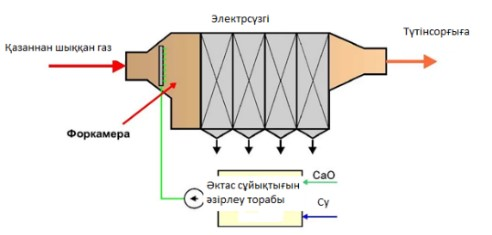 Электрсүзгі
Түтінсорғыға
Қазаннан шыққан газ
Форкамера
Әктас сұйықтығын
әзірлеу торабы
CaO
Су